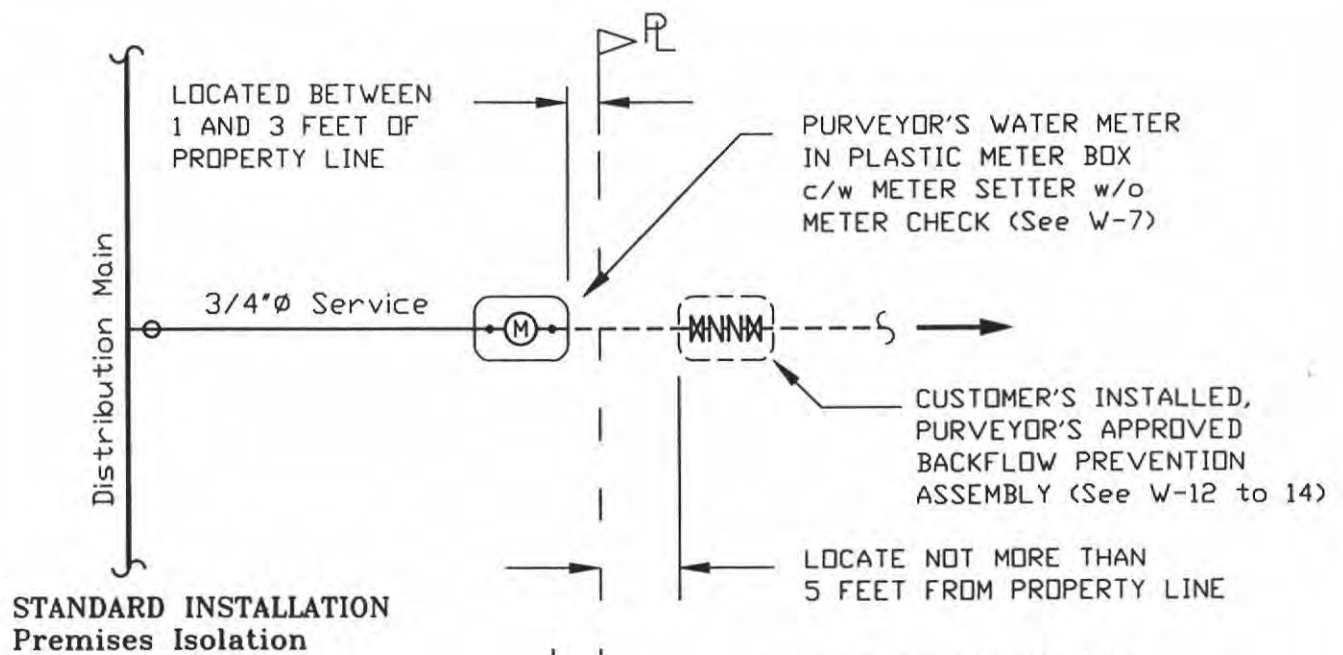 PL
LOCATED BETWEEN
1 AND 3 FEET OF
PROPERTY LINE
PURVEYOR'S WATER METER
IN PLASTIC METER BOX
c/w METER SETTER w/o
METER CHECK (See W-7)
Distribution Main
3/4"Ø Service
M
CUSTOMER'S INSTALLED,
PURVEYOR'S APPROVED
BACKFLOW PREVENTION
ASSEMBLY (See W-12 to 14)
LOCATE NOT MORE THAN
5 FEET FROM PROPERTY LINE
STANDARD INSTALLATION
Premises Isolation